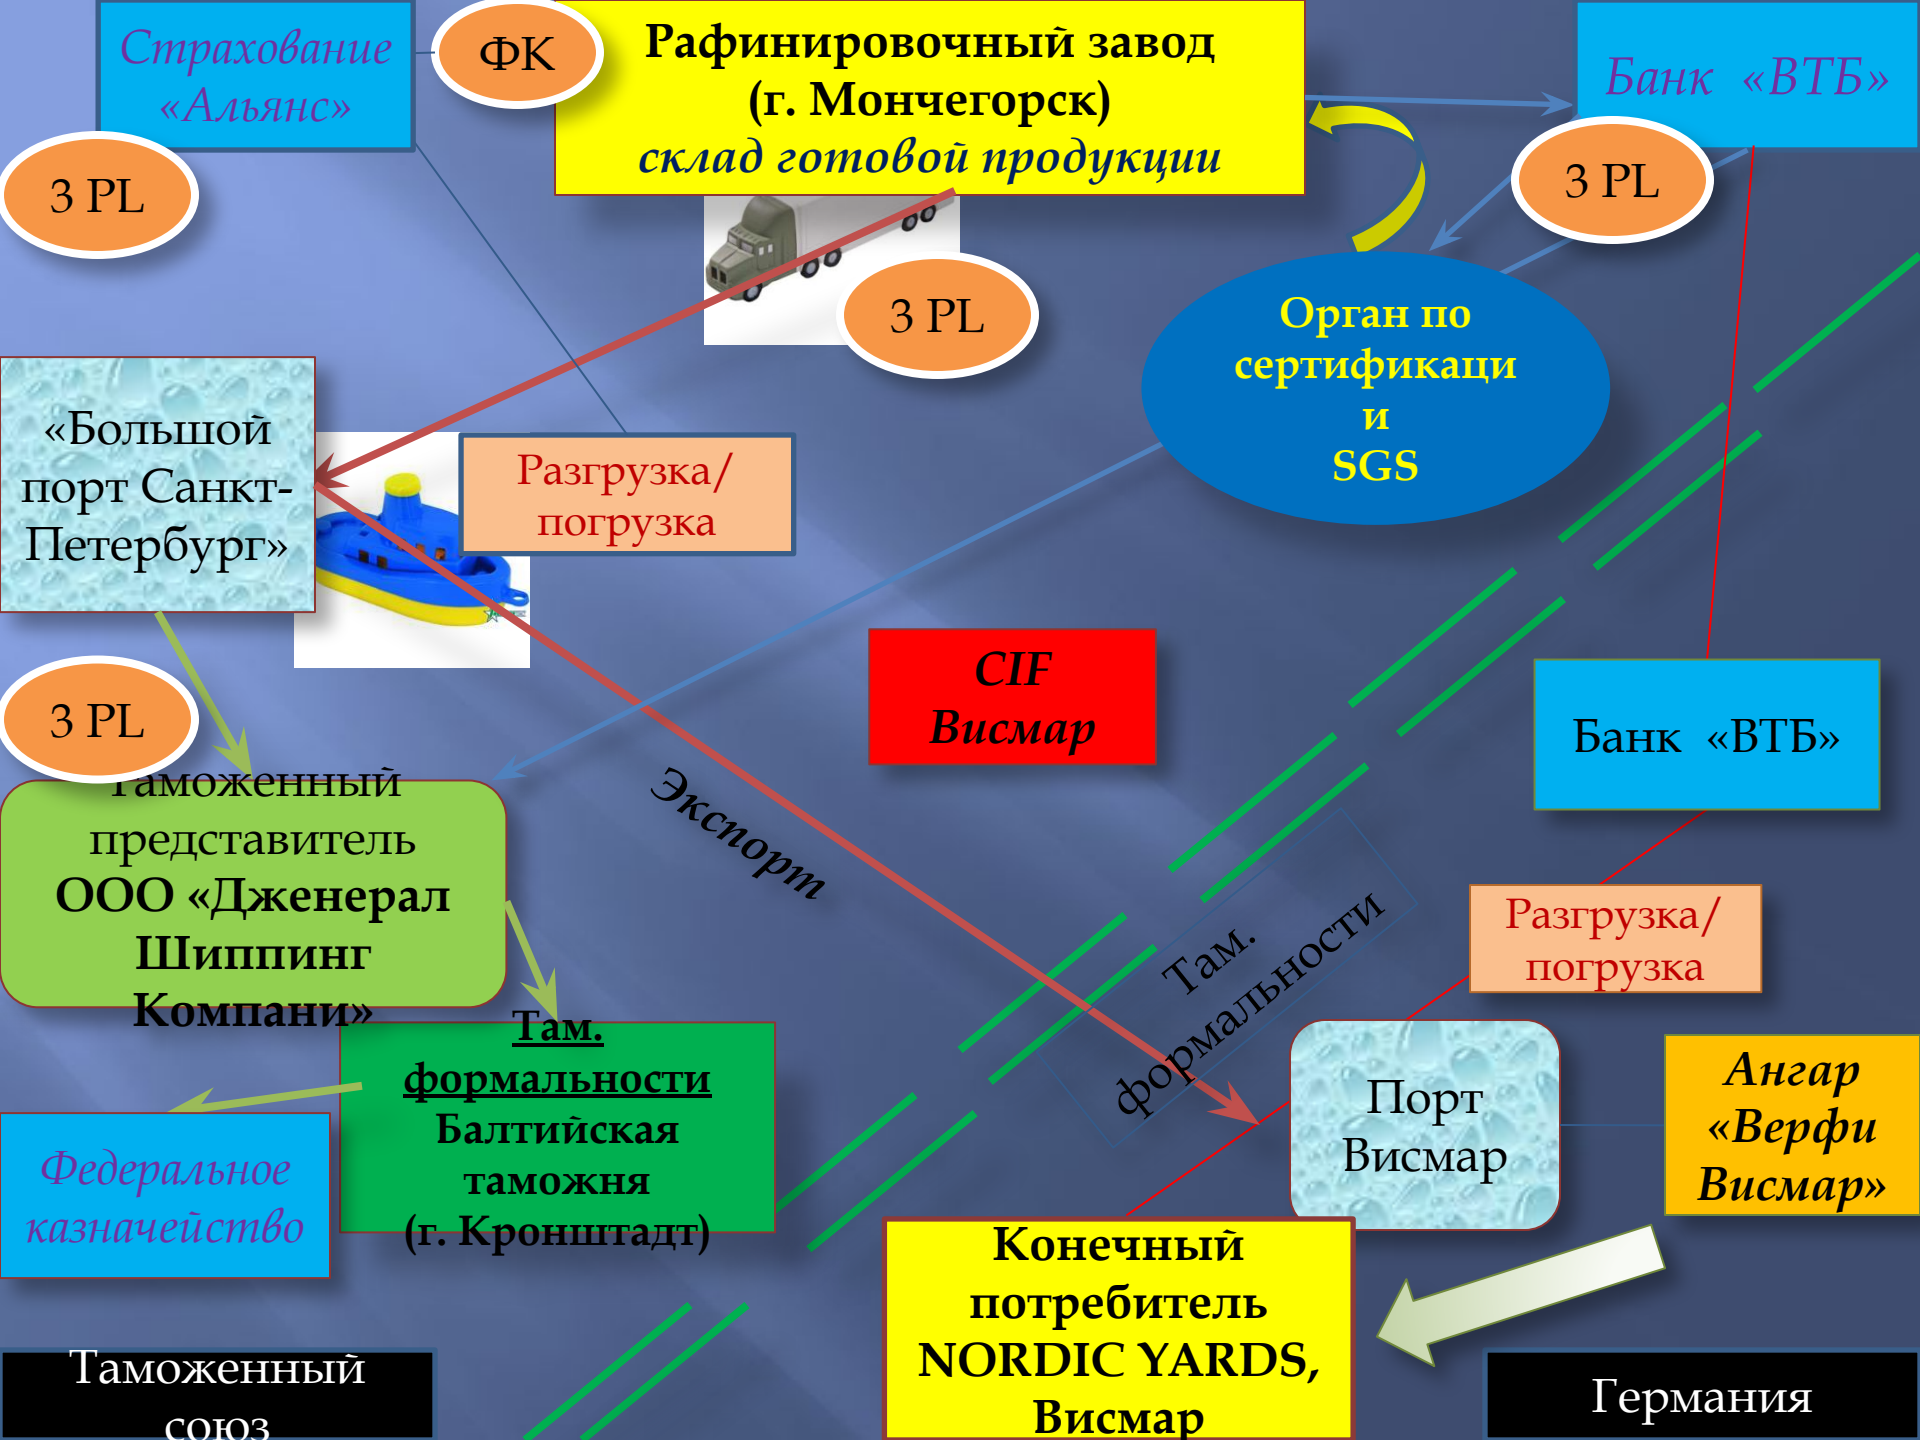 Страхование
«Альянс»
ФК
Рафинировочный завод
(г. Мончегорск)
склад готовой продукции
Банк «ВТБ»
3 PL
3 PL
3 PL
Орган по
сертификаци
и
SGS
«Большой
порт Санкт-
Петербург»
Разгрузка/
погрузка
CIF
Висмар
Банк «ВТБ»
3 PL
Таможенный
представитель
ООО «Дженерал
Шиппинг
Компани»
Экспорт
Там.
формальности
Разгрузка/
погрузка
Там.
формальности
Балтийская
таможня
(г. Кронштадт)
Порт
Висмар
Ангар
«Верфи
Висмар»
Федеральное
казначейство
Конечный
потребитель
NORDIC YARDS,
Висмар
Таможенный
союз
Германия